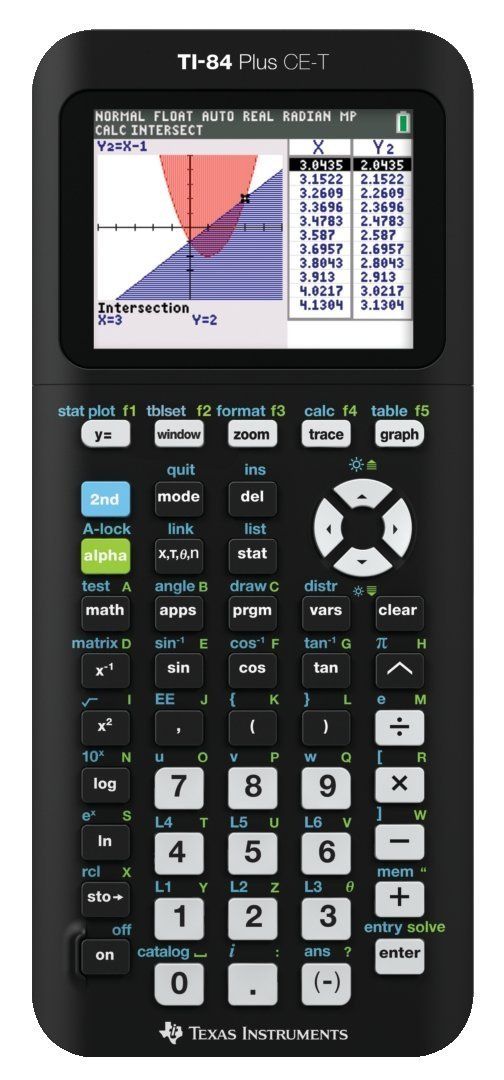 TI-84 Plus CE-T
NORMAL FLOAT AUTO REAL RADIAN MP
CALC INTERSECT
Y2=X-1
X Y2
3.0435 2.0435
3.1522 2.1522
3.2609 2.2609
3.3696 2.3696
3.4783 2.4783
3.587 2.587
3.6957 2.6957
3.8043 2.8043
3.913 2.913
4.0217 3.0217
4.1304 3.1304
Intersection
X=3 Y=2
stat plot f1 tblset f2 format f3 calc f4 table f5
y= window zoom trace graph
quit ins
2nd mode del
A-lock link list
alpha X,T,θ,n stat
test A angle B draw C distr
math apps prgm vars clear
matrix D sin⁻¹ E cos⁻¹ F tan⁻¹ G π H
x⁻¹ sin cos tan ^
√ I EE J { K } L e M
x² , ( ) ÷
10ˣ N u O v P w Q [ R
log 7 8 9 ×
eˣ S L4 T L5 U L6 V ] W
ln 4 5 6 −
rcl X L1 Y L2 Z L3 θ mem "
sto→ 1 2 3 +
off catalog ⎵ i : ans ? entry solve
on 0 . (-) enter
TEXAS INSTRUMENTS